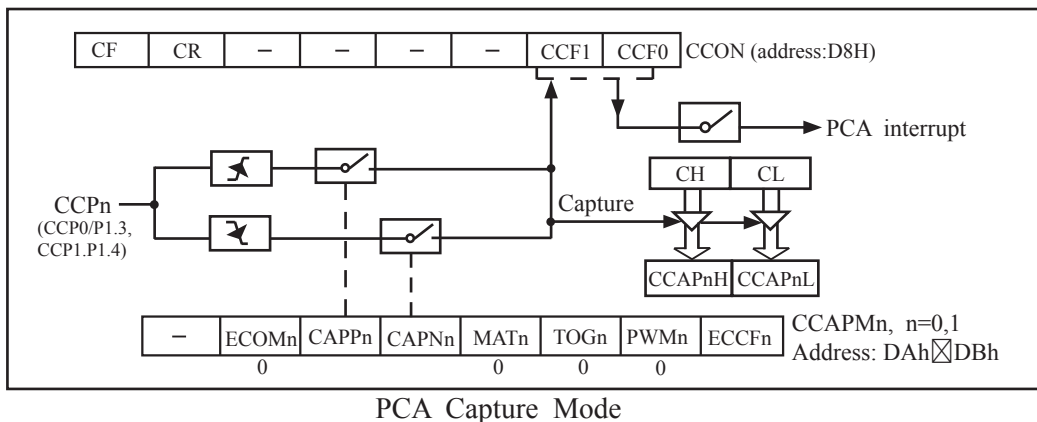 CF CR – – – – CCF1 CCF0 CCON (address:D8H)
PCA interrupt
CH CL
CCPn
(CCP0/P1.3,
CCP1.P1.4)
Capture
CCAPnH CCAPnL
– ECOMn CAPPn CAPNn MATn TOGn PWMn ECCFn
0 0 0 0
CCAPMn, n=0,1
Address: DAh☒DBh
PCA Capture Mode